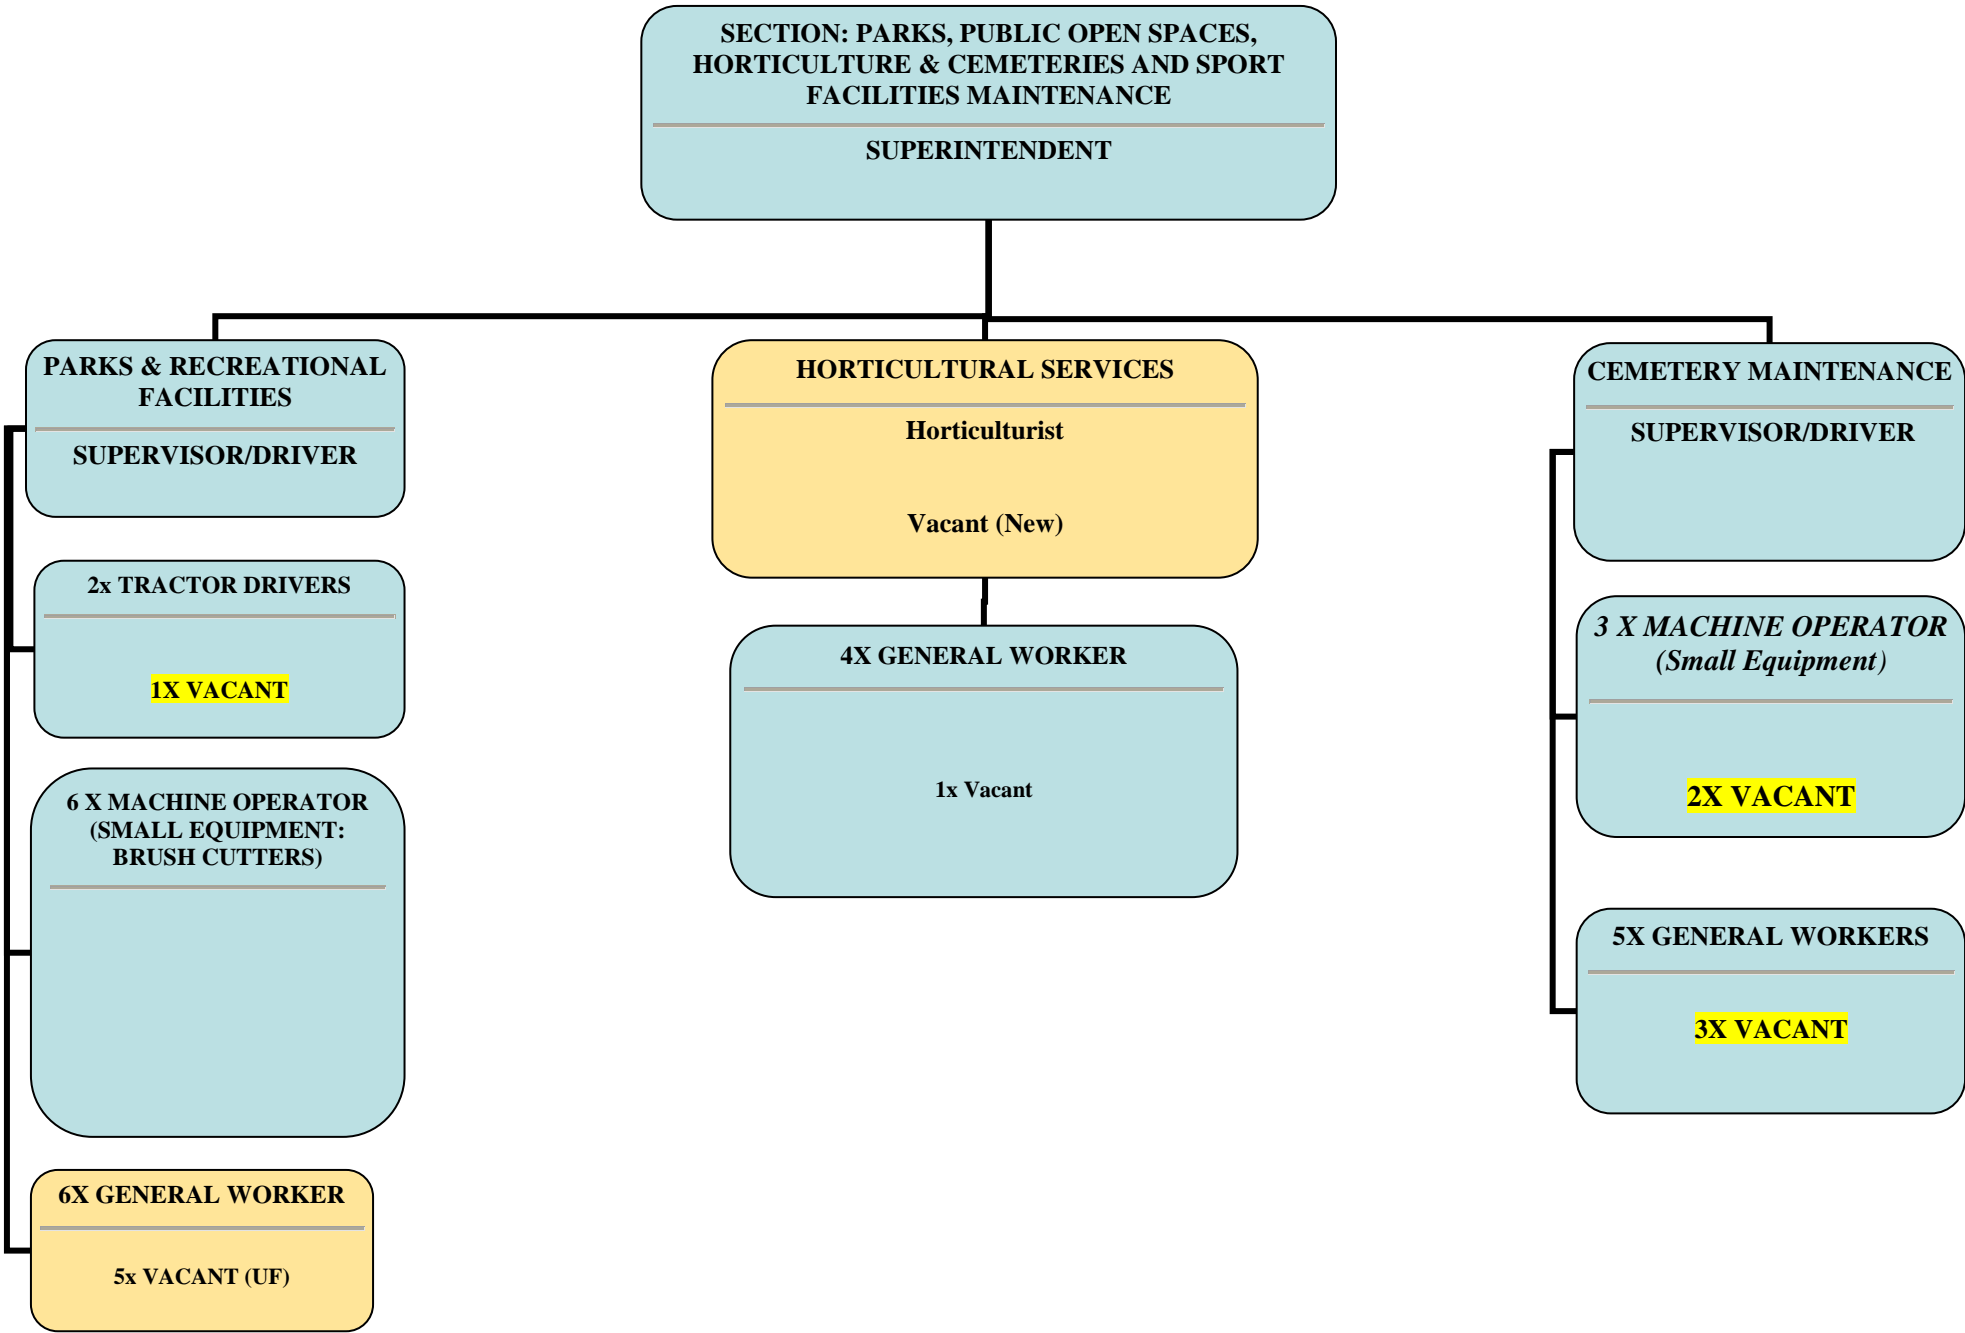 SECTION: PARKS, PUBLIC OPEN SPACES,
HORTICULTURE & CEMETERIES AND SPORT
FACILITIES MAINTENANCE
SUPERINTENDENT
PARKS & RECREATIONAL
FACILITIES
SUPERVISOR/DRIVER
2x TRACTOR DRIVERS
1X VACANT
6 X MACHINE OPERATOR
(SMALL EQUIPMENT:
BRUSH CUTTERS)
6X GENERAL WORKER
5x VACANT (UF)
HORTICULTURAL SERVICES
Horticulturist
Vacant (New)
4X GENERAL WORKER
1x Vacant
CEMETERY MAINTENANCE
SUPERVISOR/DRIVER
3 X MACHINE OPERATOR
(Small Equipment)
2X VACANT
5X GENERAL WORKERS
3X VACANT